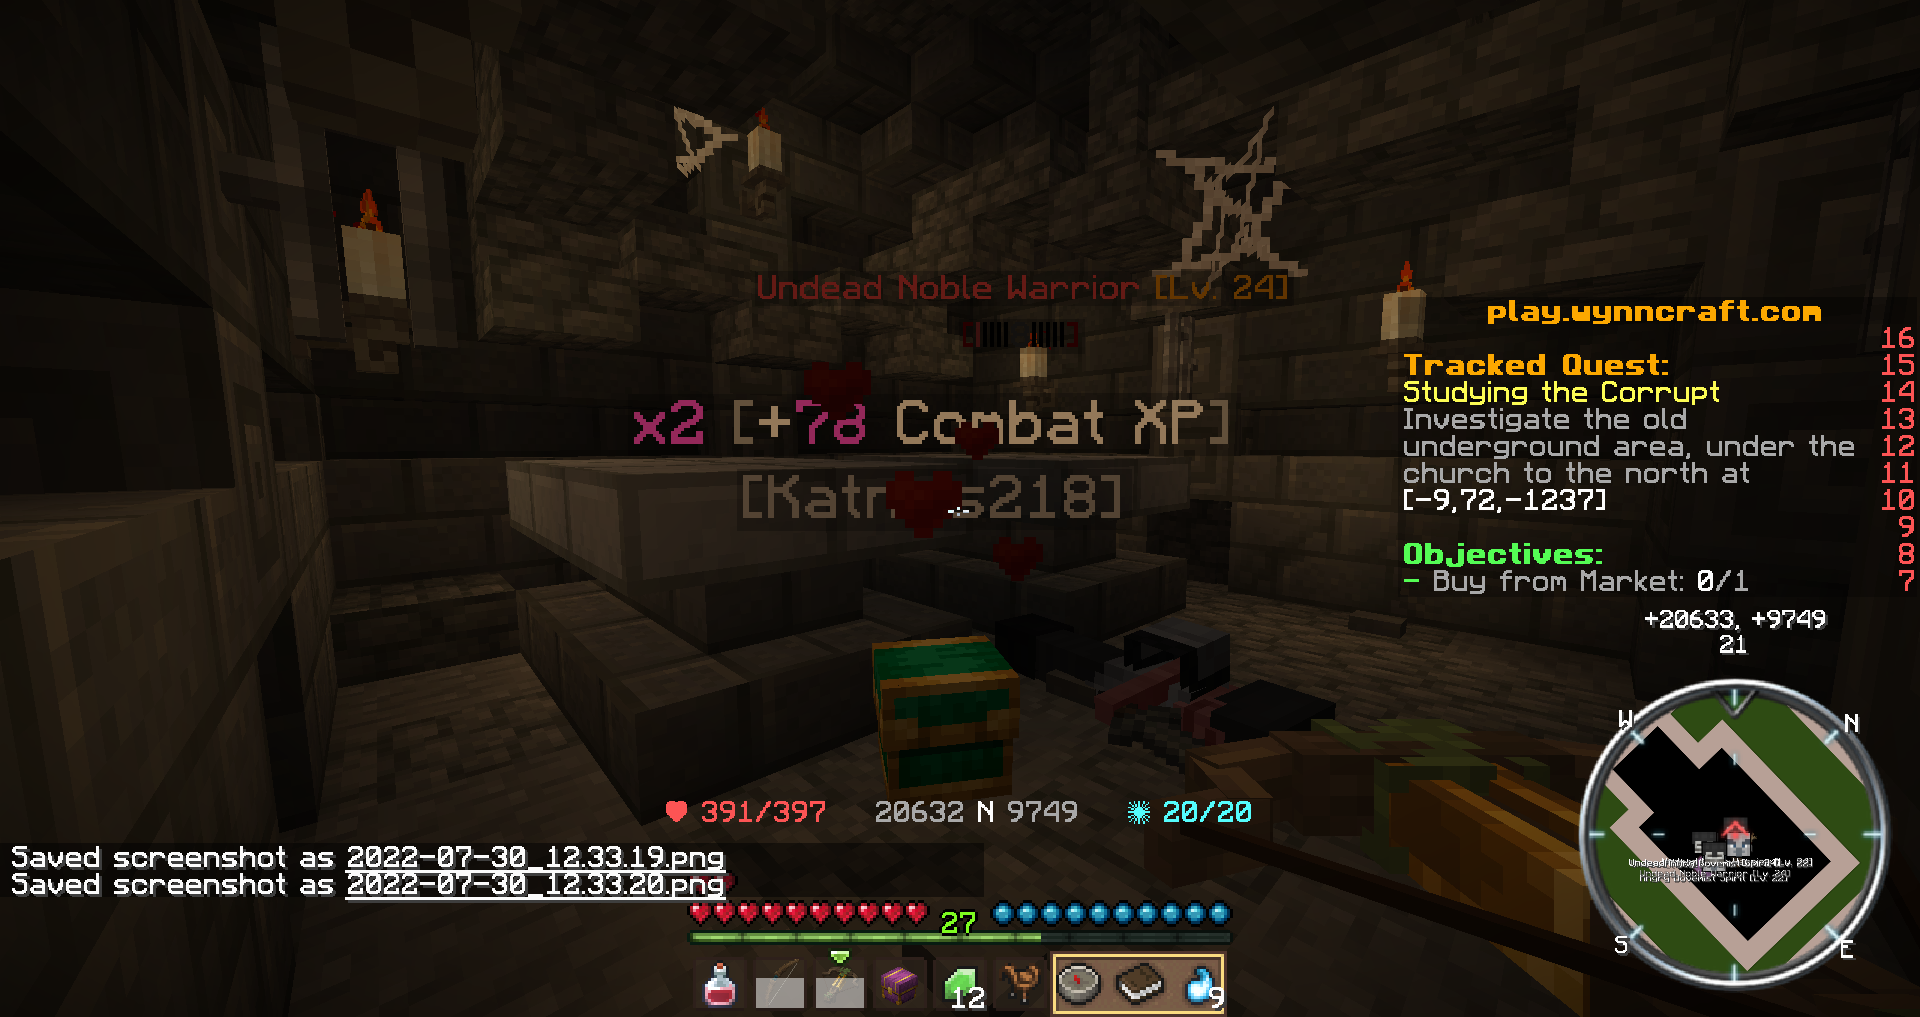 Undead Noble Warrior [Lv. 24]
x2 [+78 Combat XP]
play.wynncraft.com
16
Tracked Quest: 15
Studying the Corrupt 14
Investigate the old 13
underground area, under the 12
church to the north at 11
[-9,72,-1237] 10
9
Objectives: 8
- Buy from Market: 0/1 7
+20633, +9749
21
W N
S E
391/397 20632 N 9749 20/20
Saved screenshot as 2022-07-30_12.33.19.png
Saved screenshot as 2022-07-30_12.33.20.png
27
12 9